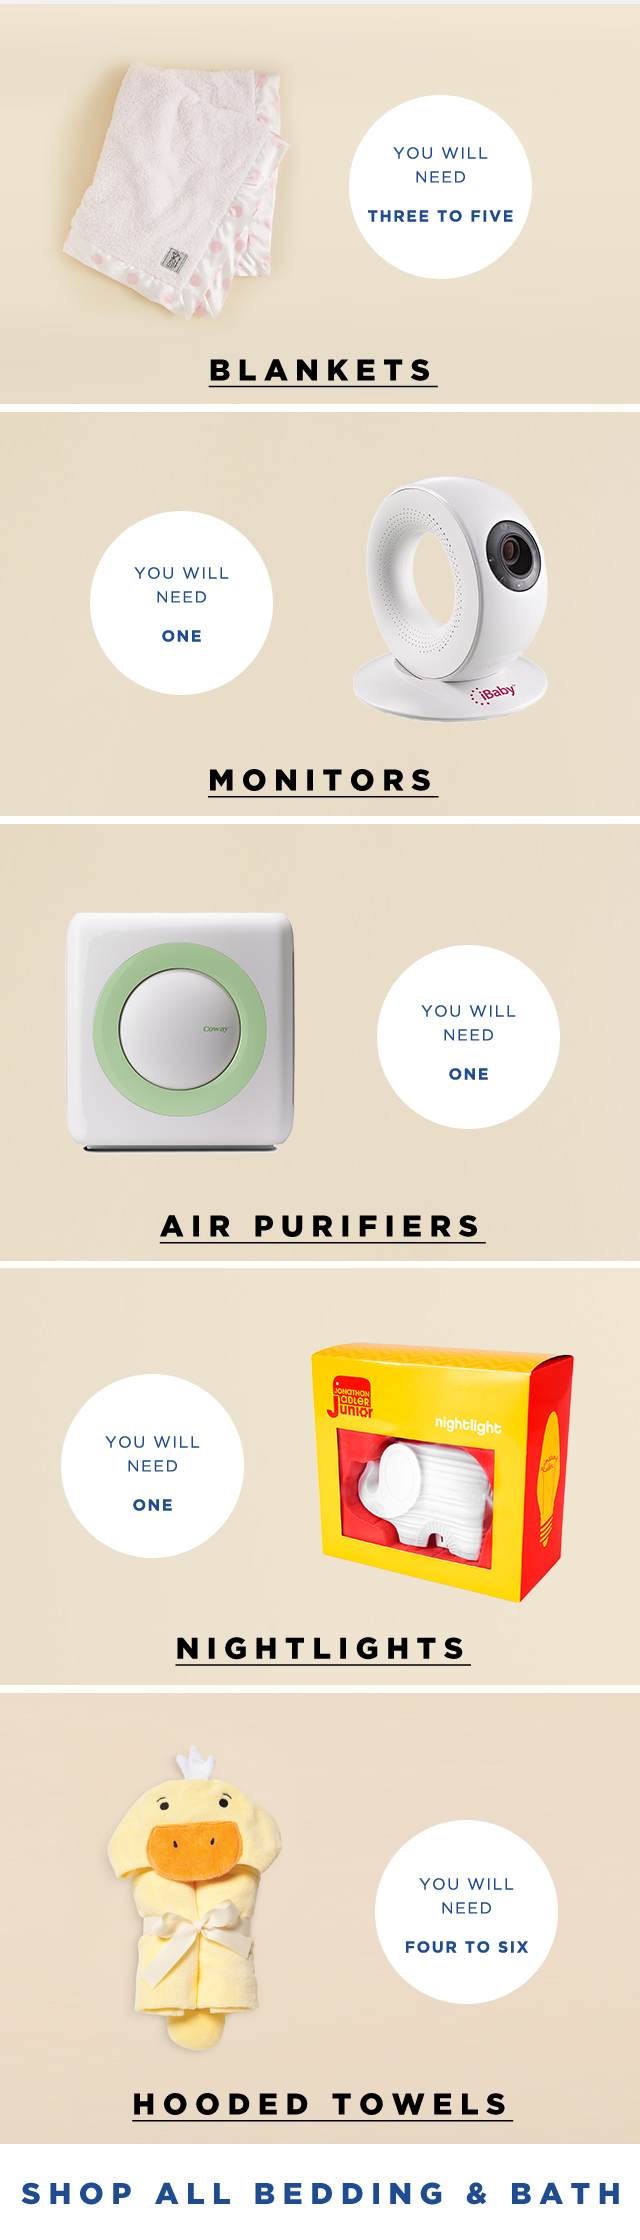 YOU WILL
NEED
THREE TO FIVE
BLANKETS
YOU WILL
NEED
ONE
iBaby
MONITORS
Coway
YOU WILL
NEED
ONE
AIR PURIFIERS
JONATHAN
ADLER
Junior
nightlight
YOU WILL
NEED
ONE
NIGHTLIGHTS
YOU WILL
NEED
FOUR TO SIX
HOODED TOWELS
SHOP ALL BEDDING & BATH